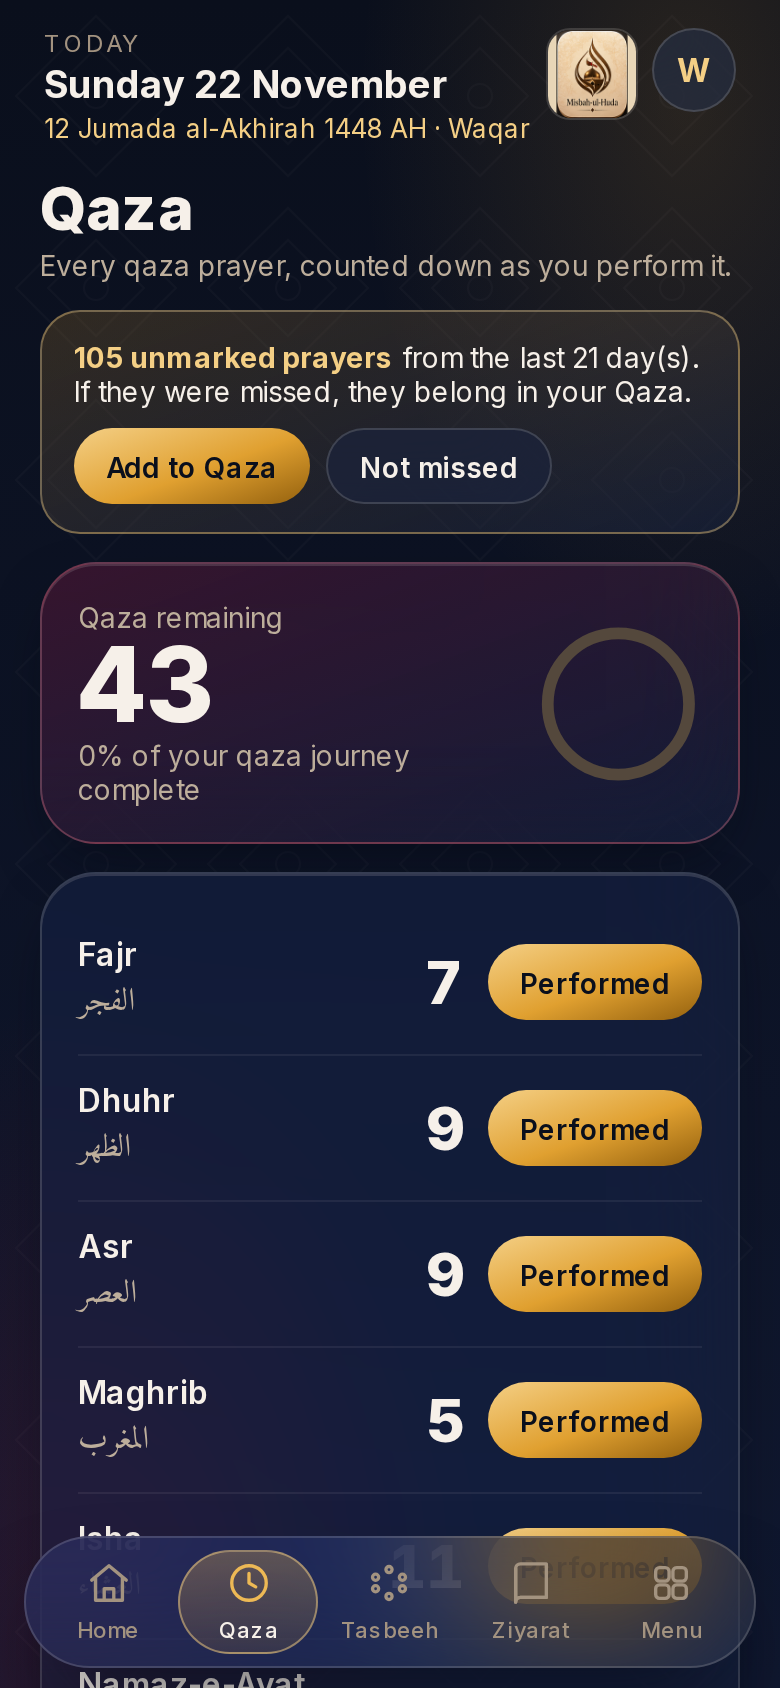 TODAY
Sunday 22 November
12 Jumada al-Akhirah 1448 AH · Waqar
Misbah-ul-Huda
W
Qaza
Every qaza prayer, counted down as you perform it.
105 unmarked prayers from the last 21 day(s).
If they were missed, they belong in your Qaza.
Add to Qaza
Not missed
Qaza remaining
43
0% of your qaza journey
complete
Fajr
الفجر
7
Performed
Dhuhr
الظهر
9
Performed
Asr
العصر
9
Performed
Maghrib
المغرب
5
Performed
Isha
العشاء
11
Performed
Home
Qaza
Tasbeeh
Ziyarat
Menu
Namaz-e-Ayat